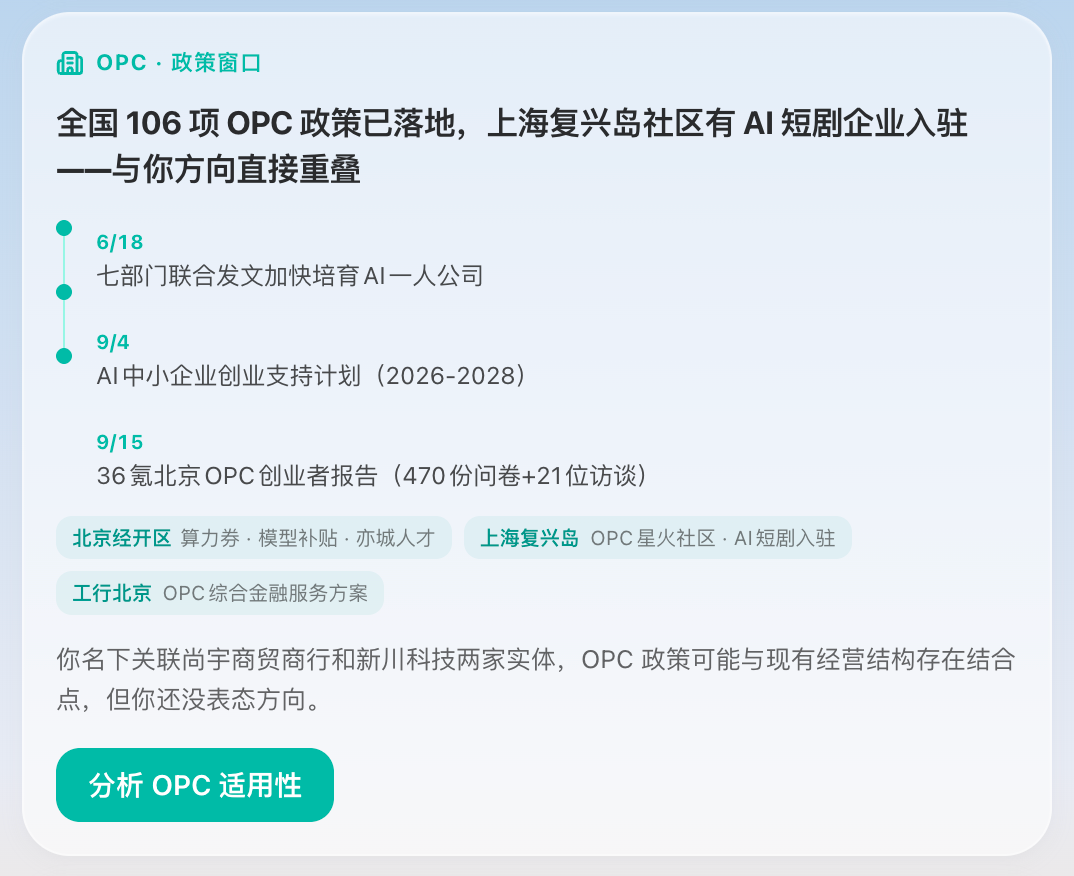 OPC · 政策窗口
全国 106 项 OPC 政策已落地，上海复兴岛社区有 AI 短剧企业入驻
——与你方向直接重叠
6/18
七部门联合发文加快培育 AI 一人公司
9/4
AI 中小企业创业支持计划（2026-2028）
9/15
36 氪北京 OPC 创业者报告（470 份问卷+21 位访谈）
北京经开区 算力券 · 模型补贴 · 亦城人才
上海复兴岛 OPC 星火社区 · AI 短剧入驻
工行北京 OPC 综合金融服务方案
你名下关联尚宇商贸商行和新川科技两家实体，OPC 政策可能与现有经营结构存在结合
点，但你还没表态方向。
分析 OPC 适用性